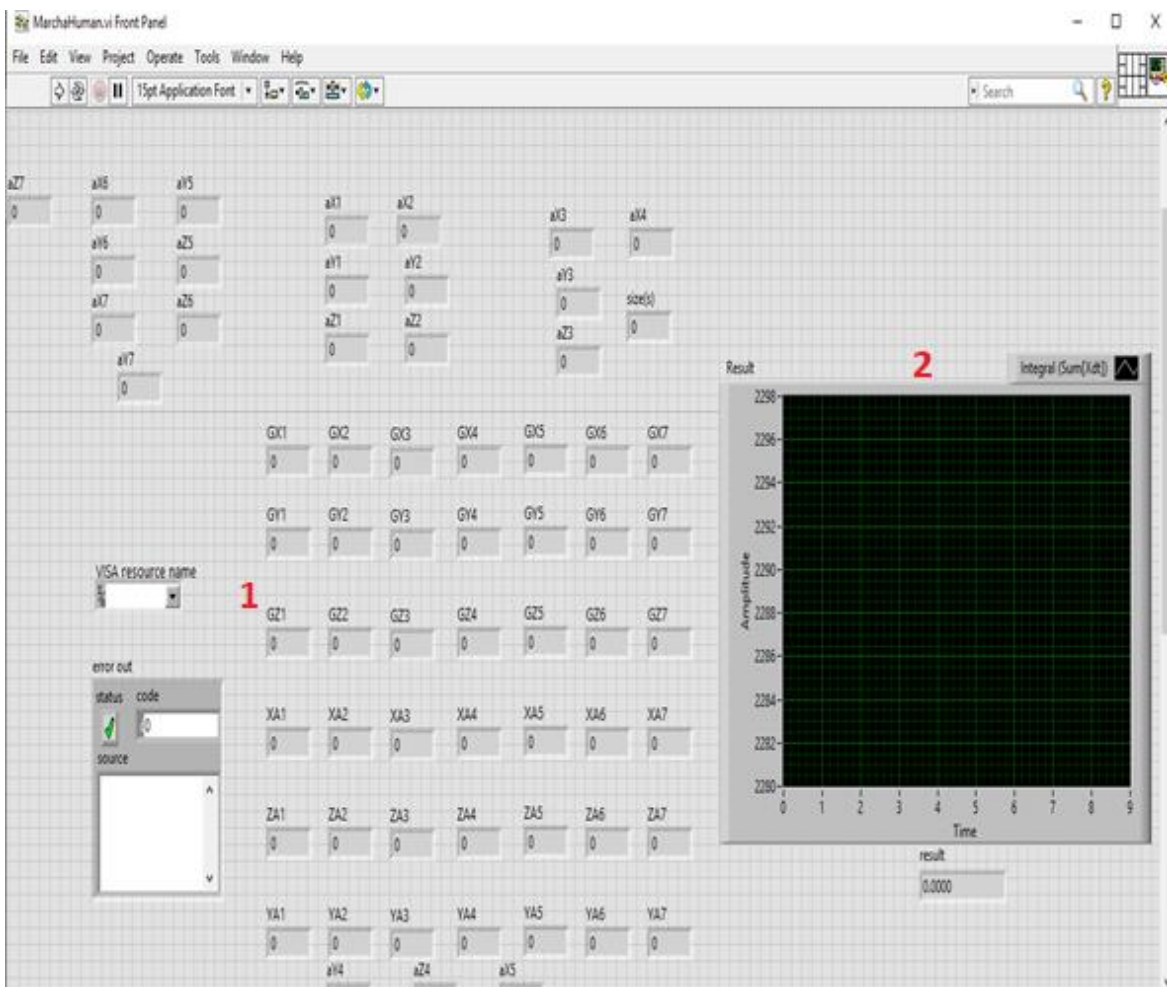 MarchaHuman.vi Front Panel
File Edit View Project Operate Tools Window Help
15pt Application Font
Search
aZ7 aX6 aY5
0 0 0
aX1 aX2
0 0
aX3 aX4
0 0
aY6 aZ5
0 0
aY1 aY2
0 0
aY3
0
size(s)
0
aX7 aZ6
0 0
aZ1 aZ2
0 0
aZ3
0
aY7
0
Result
2
Integral (Sum[Xdt])
GX1 GX2 GX3 GX4 GX5 GX6 GX7
0 0 0 0 0 0 0
GY1 GY2 GY3 GY4 GY5 GY6 GY7
0 0 0 0 0 0 0
VISA resource name
1
GZ1 GZ2 GZ3 GZ4 GZ5 GZ6 GZ7
0 0 0 0 0 0 0
error out
status code
0
source
XA1 XA2 XA3 XA4 XA5 XA6 XA7
0 0 0 0 0 0 0
ZA1 ZA2 ZA3 ZA4 ZA5 ZA6 ZA7
0 0 0 0 0 0 0
YA1 YA2 YA3 YA4 YA5 YA6 YA7
0 0 0 0 0 0 0
aY4 aZ4 aX5
Amplitude
2298
2296
2294
2292
2290
2288
2286
2284
2282
2280
0 1 2 3 4 5 6 7 8 9
Time
result
0.0000